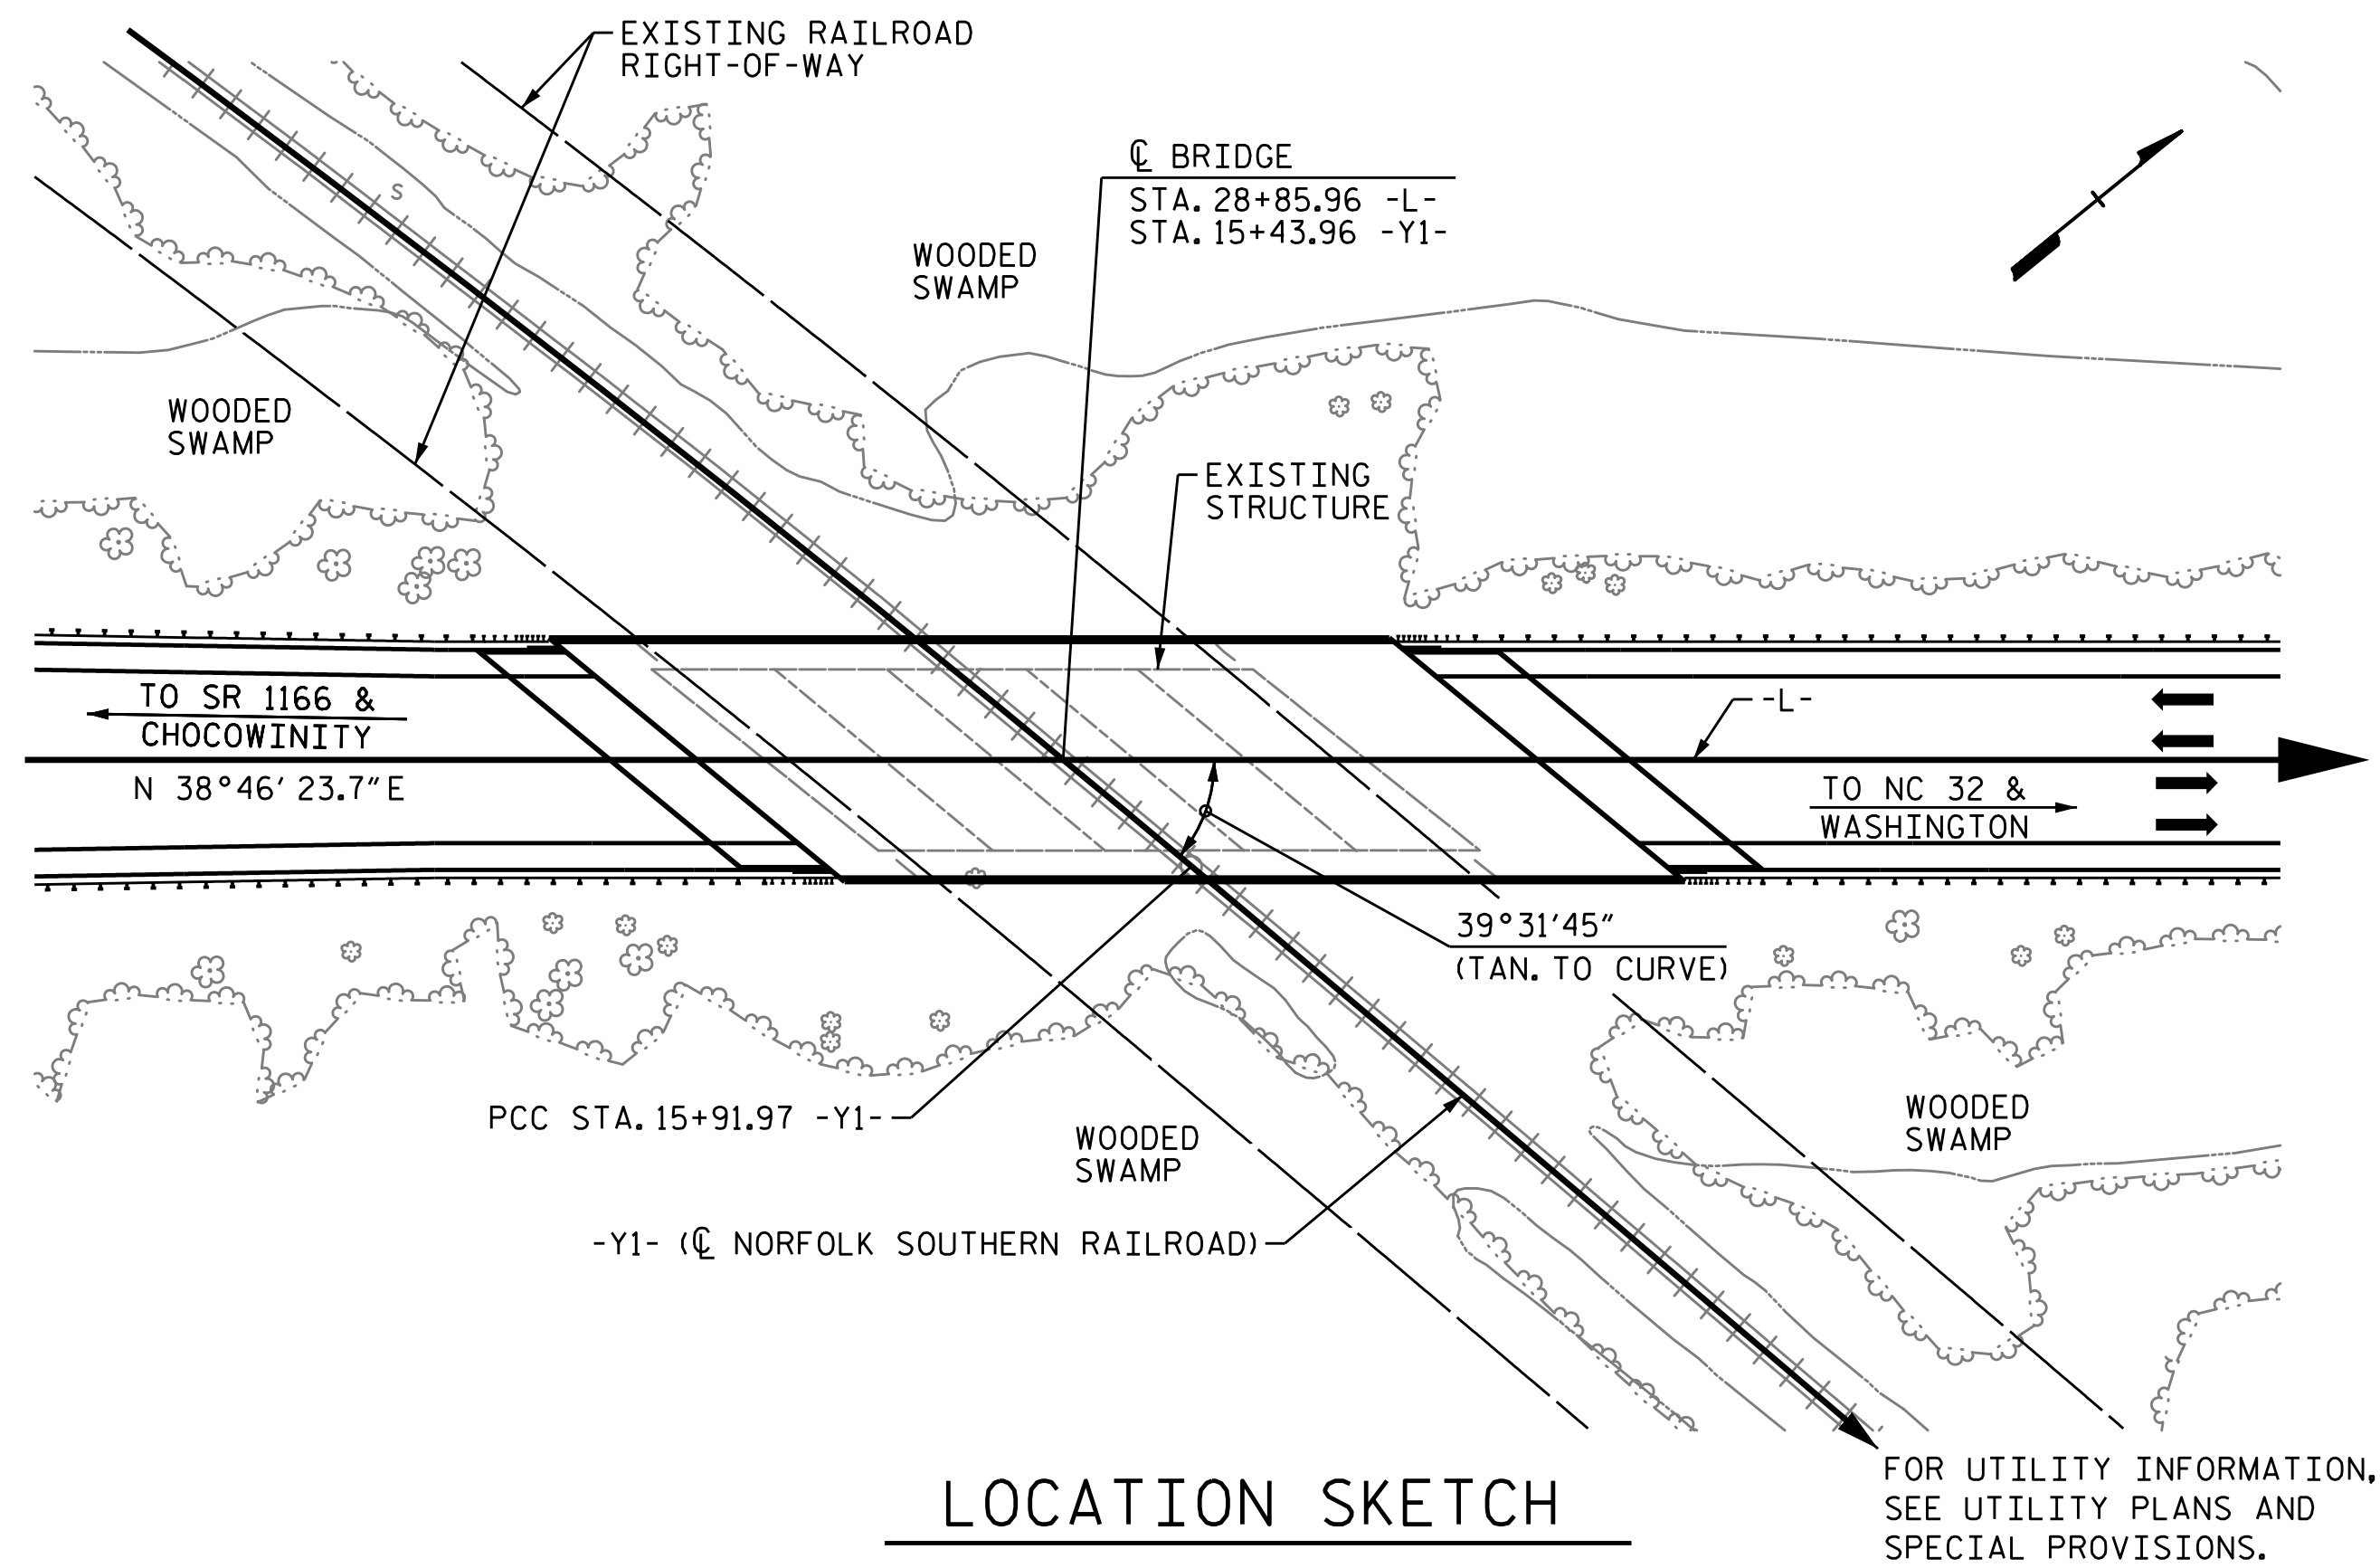 EXISTING RAILROAD
RIGHT-OF-WAY
℄ BRIDGE
STA. 28+85.96 -L-
STA. 15+43.96 -Y1-
S
WOODED
SWAMP
WOODED
SWAMP
EXISTING
STRUCTURE
TO SR 1166 &
CHOCOWINITY
-L-
N 38°46' 23.7" E
TO NC 32 &
WASHINGTON
39°31'45"
(TAN. TO CURVE)
PCC STA. 15+91.97 -Y1-
WOODED
SWAMP
WOODED
SWAMP
-Y1- (℄ NORFOLK SOUTHERN RAILROAD)
FOR UTILITY INFORMATION,
SEE UTILITY PLANS AND
SPECIAL PROVISIONS.
LOCATION SKETCH